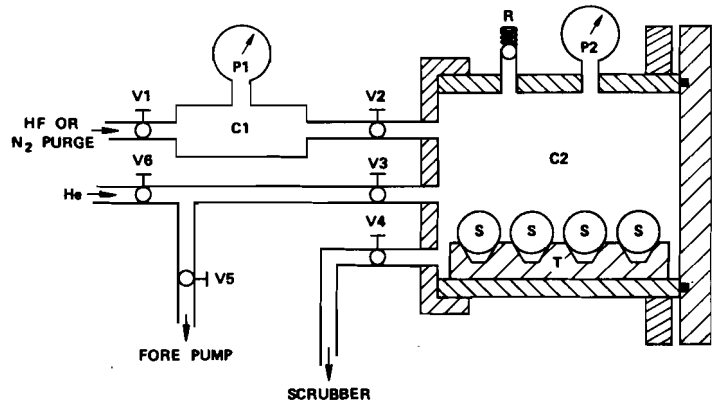 R
P2
P1
V1
V2
HF OR
N₂ PURGE
C1
C2
V6
V3
He
V4
S S S S
T
V5
FORE PUMP
SCRUBBER